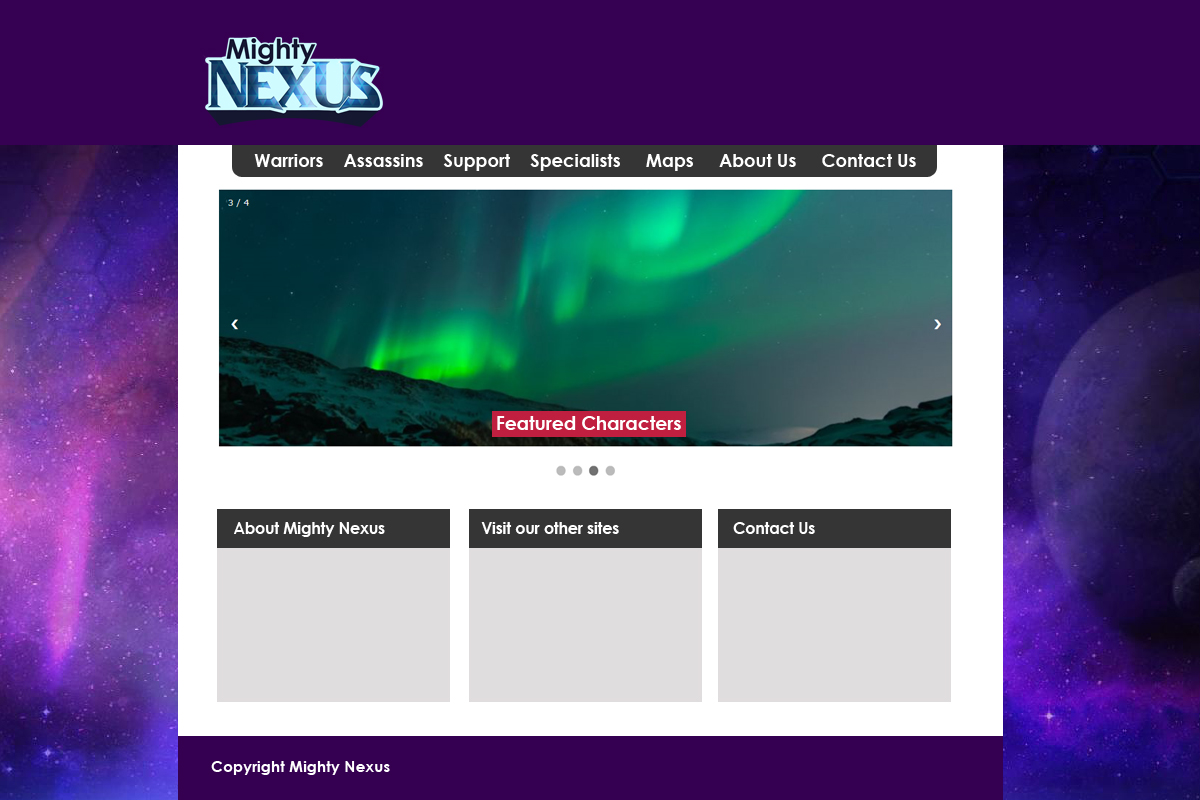 Mighty
NEXUS
Warriors Assassins Support Specialists Maps About Us Contact Us
3 / 4
‹ ›
Featured Characters
About Mighty Nexus
Visit our other sites
Contact Us
Copyright Mighty Nexus